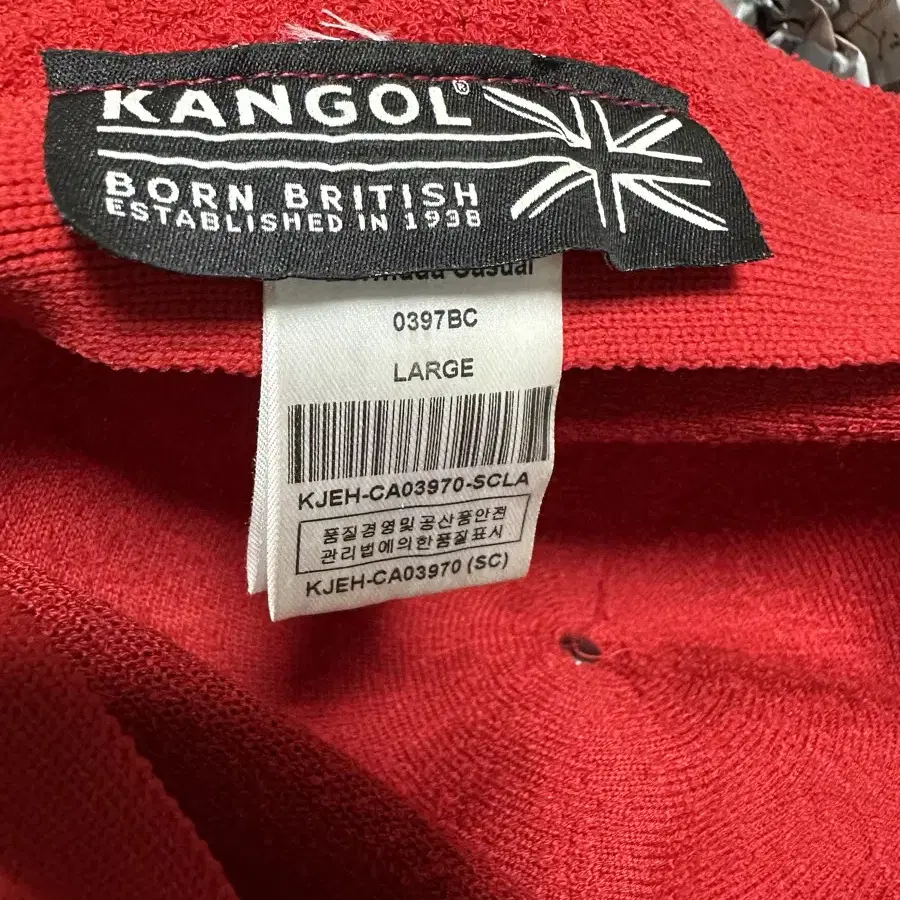 KANGOL®
BORN BRITISH
ESTABLISHED IN 1938
Casual
0397BC
LARGE
KJEH-CA03970-SCLA
품질경영및공산품안전
관리법에의한품질표시
KJEH-CA03970 (SC)